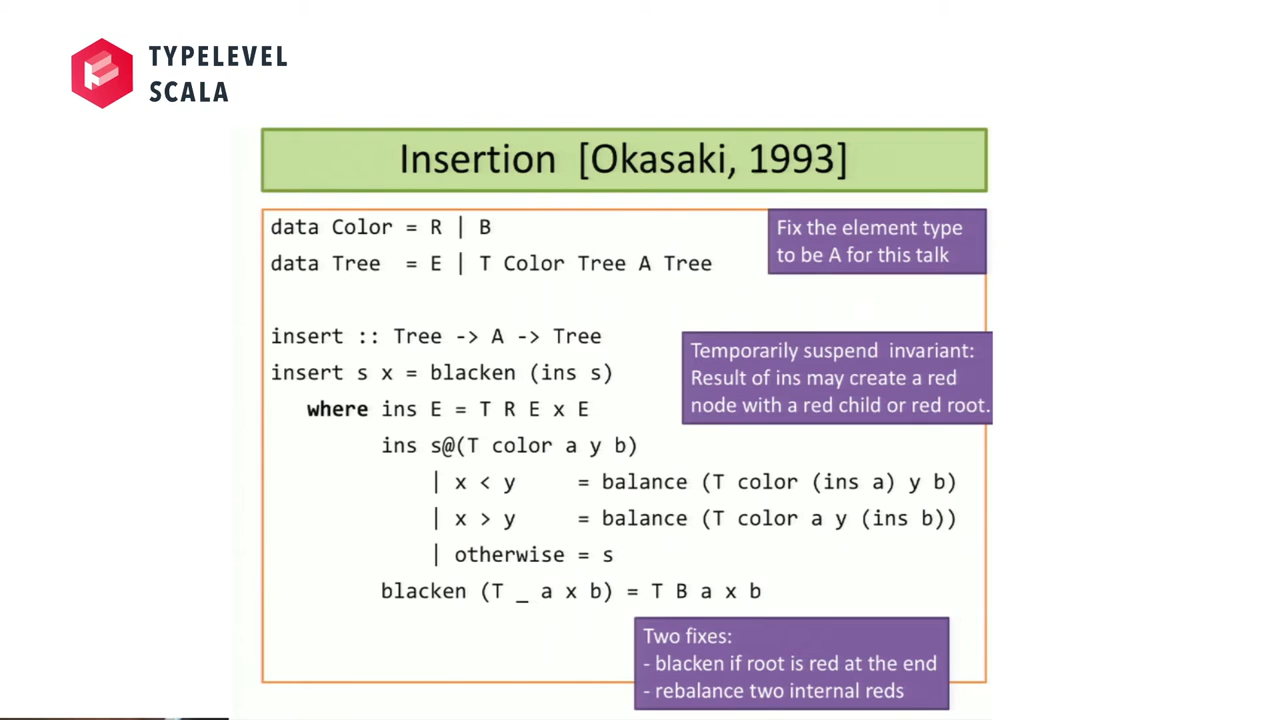 TYPELEVEL
SCALA
Insertion [Okasaki, 1993]
data Color = R | B
data Tree  = E | T Color Tree A Tree
Fix the element type
to be A for this talk
insert :: Tree -> A -> Tree
insert s x = blacken (ins s)
   where ins E = T R E x E
         ins s@(T color a y b)
             | x < y     = balance (T color (ins a) y b)
             | x > y     = balance (T color a y (ins b))
             | otherwise = s
         blacken (T _ a x b) = T B a x b
Temporarily suspend invariant:
Result of ins may create a red
node with a red child or red root.
Two fixes:
- blacken if root is red at the end
- rebalance two internal reds